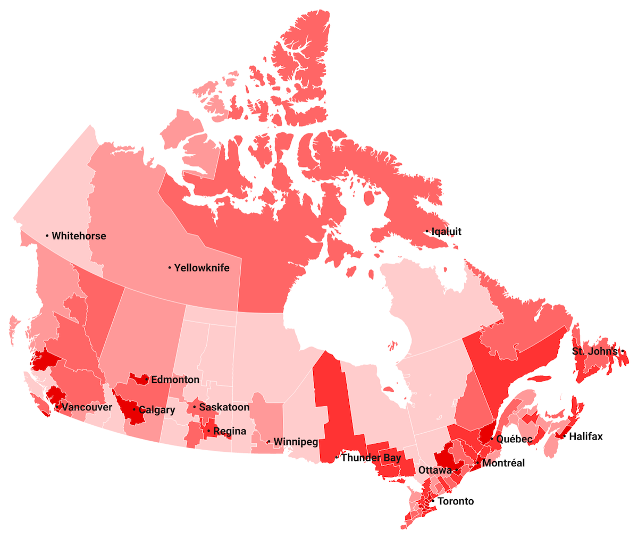 Whitehorse
Iqaluit
Yellowknife
St. John's
Edmonton
Vancouver
Calgary
Saskatoon
Regina
Winnipeg
Québec
Halifax
Thunder Bay
Montréal
Ottawa
Toronto